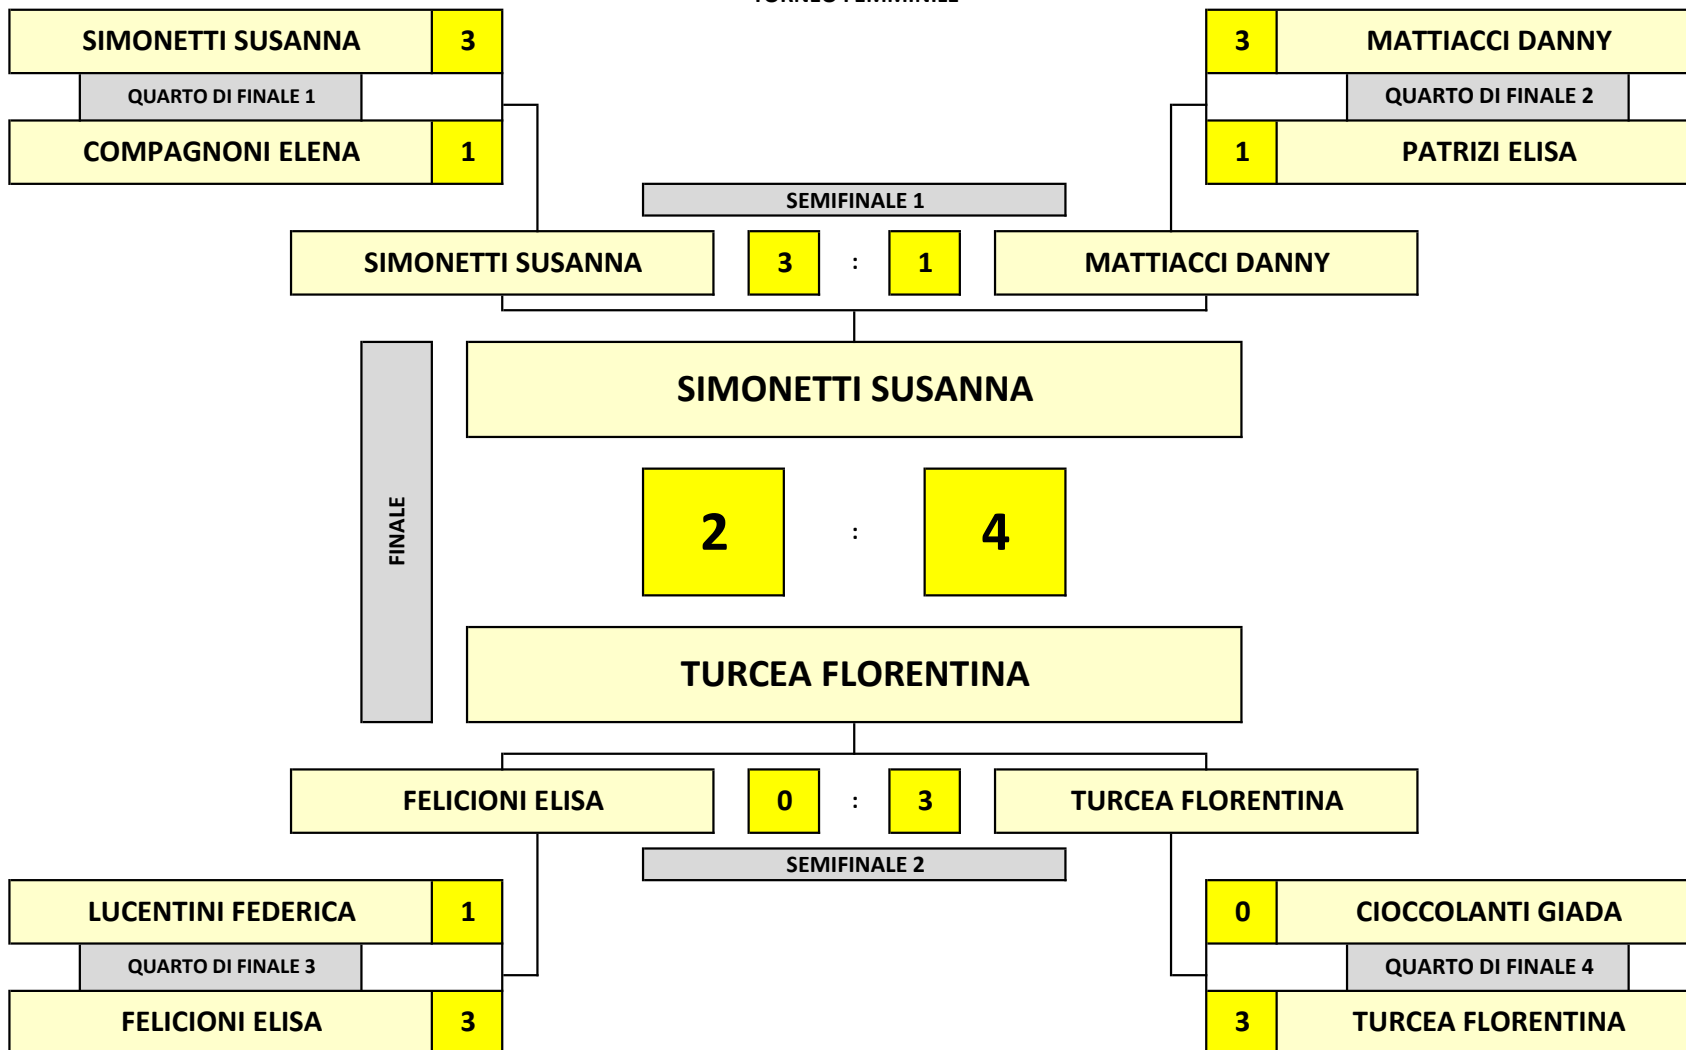 TORNEO FEMMINILE
SIMONETTI SUSANNA 3 3 MATTIACCI DANNY
QUARTO DI FINALE 1 QUARTO DI FINALE 2
COMPAGNONI ELENA 1 1 PATRIZI ELISA
SEMIFINALE 1
SIMONETTI SUSANNA 3 : 1 MATTIACCI DANNY
SIMONETTI SUSANNA
FINALE
2 : 4
TURCEA FLORENTINA
FELICIONI ELISA 0 : 3 TURCEA FLORENTINA
SEMIFINALE 2
LUCENTINI FEDERICA 1 0 CIOCCOLANTI GIADA
QUARTO DI FINALE 3 QUARTO DI FINALE 4
FELICIONI ELISA 3 3 TURCEA FLORENTINA